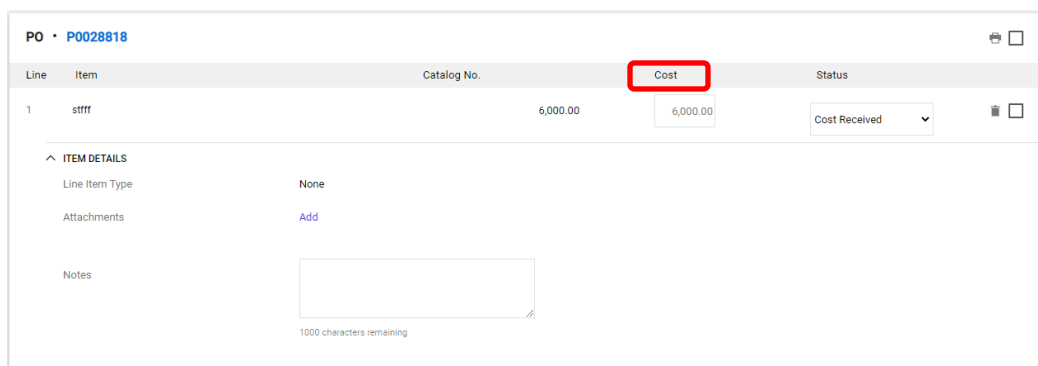 PO · P0028818
Line Item Catalog No. Cost Status
1 stfff 6,000.00 6,000.00 Cost Received
ITEM DETAILS
Line Item Type None
Attachments Add
Notes
1000 characters remaining